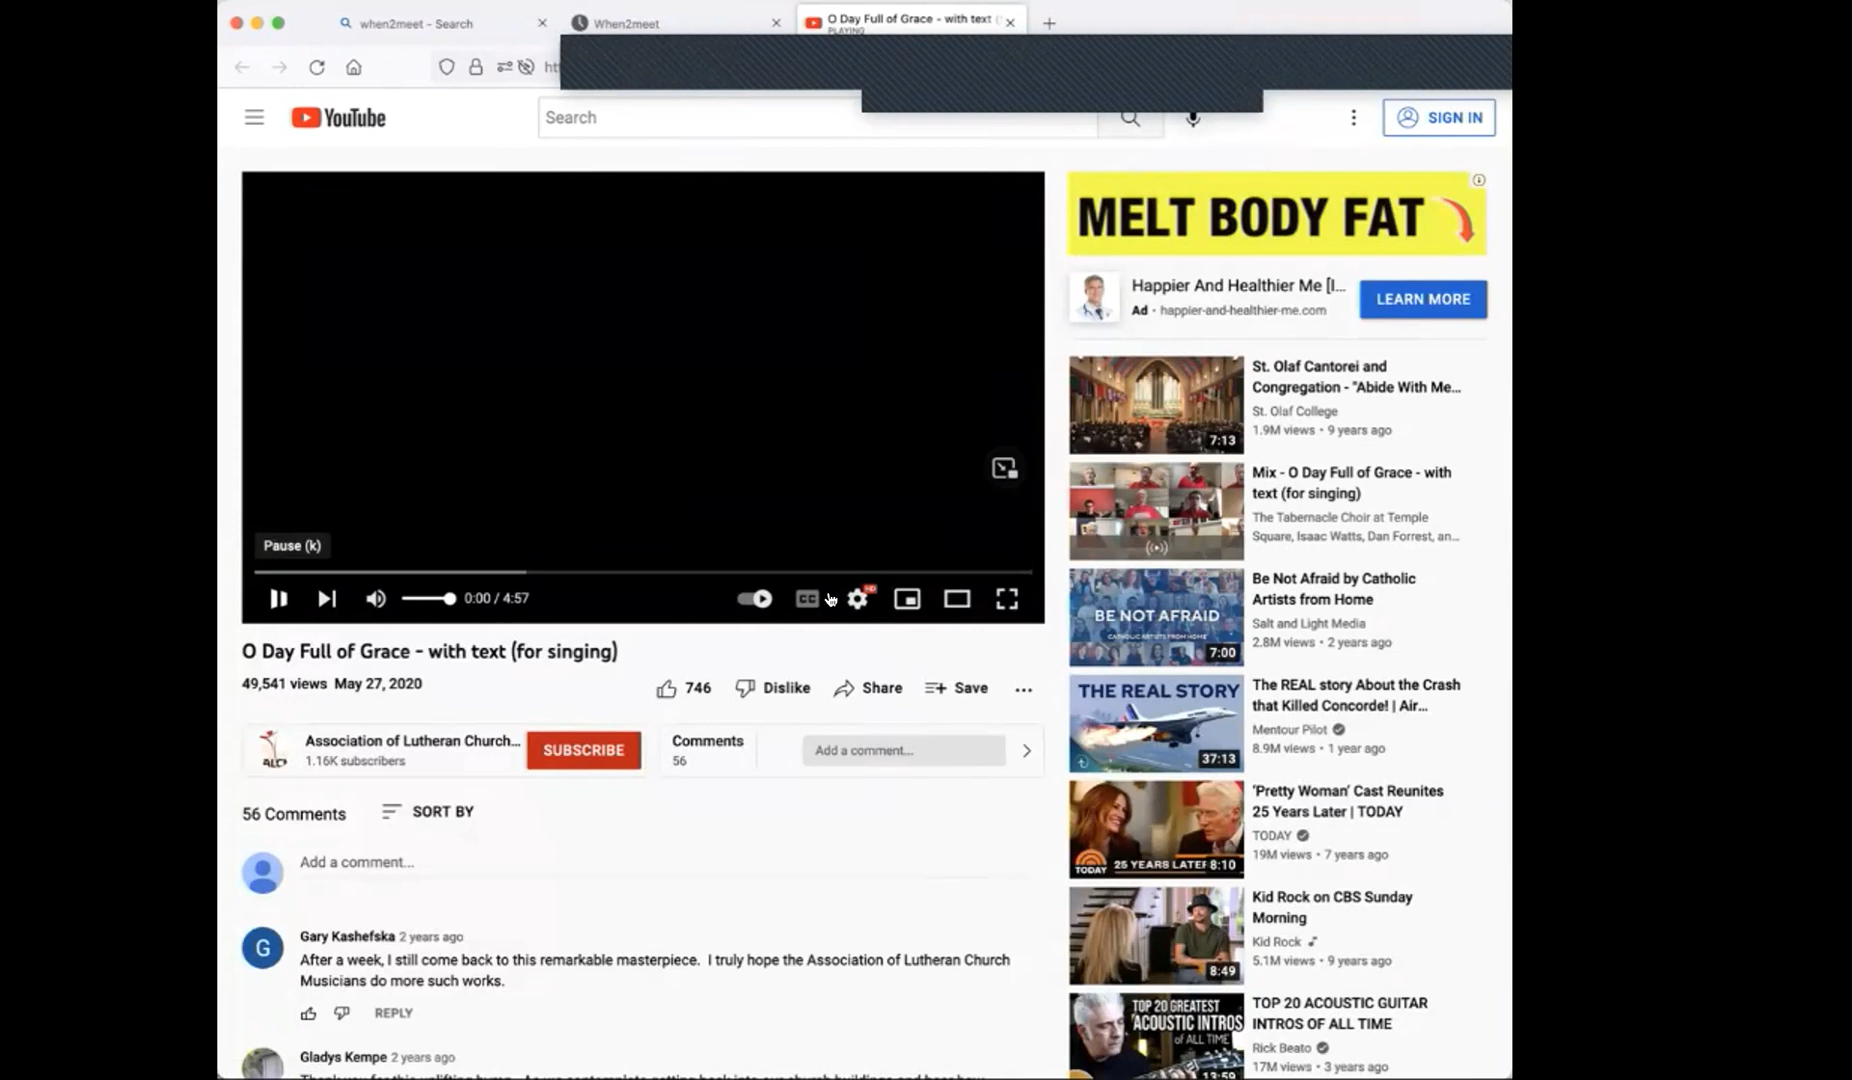 when2meet - Search
When2meet
O Day Full of Grace - with text (
PLAYING
YouTube
Search
SIGN IN
MELT BODY FAT
Happier And Healthier Me [I...
Ad • happier-and-healthier-me.com
LEARN MORE
Pause (k)
0:00 / 4:57
CC
HD
O Day Full of Grace - with text (for singing)
49,541 views May 27, 2020
746
Dislike
Share
Save
Association of Lutheran Church...
1.16K subscribers
SUBSCRIBE
Comments
56
Add a comment...
56 Comments
SORT BY
Add a comment...
G
Gary Kashefska 2 years ago
After a week, I still come back to this remarkable masterpiece. I truly hope the Association of Lutheran Church
Musicians do more such works.
REPLY
Gladys Kempe 2 years ago
St. Olaf Cantorei and
Congregation - "Abide With Me...
St. Olaf College
1.9M views • 9 years ago
7:13
Mix - O Day Full of Grace - with
text (for singing)
The Tabernacle Choir at Temple
Square, Isaac Watts, Dan Forrest, an...
BE NOT AFRAID
CATHOLIC ARTISTS FROM HOME
7:00
Be Not Afraid by Catholic
Artists from Home
Salt and Light Media
2.8M views • 2 years ago
THE REAL STORY
37:13
The REAL story About the Crash
that Killed Concorde! | Air...
Mentour Pilot
8.9M views • 1 year ago
TODAY
25 YEARS LATER
8:10
'Pretty Woman' Cast Reunites
25 Years Later | TODAY
TODAY
19M views • 7 years ago
8:49
Kid Rock on CBS Sunday
Morning
Kid Rock
5.1M views • 9 years ago
TOP 20 GREATEST
ACOUSTIC INTROS
of ALL TIME
13:59
TOP 20 ACOUSTIC GUITAR
INTROS OF ALL TIME
Rick Beato
17M views • 3 years ago